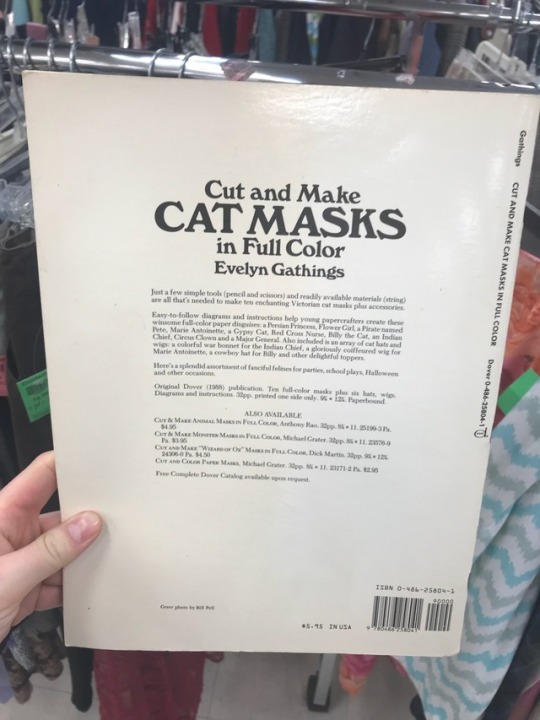 Cut and Make
CAT MASKS
in Full Color
Evelyn Gathings
Just a few simple tools (pencil and scissors) and readily available materials (string)
are all that's needed to make ten enchanting Victorian cat masks plus accessories.
Easy-to-follow diagrams and instructions help young papercrafters create these
winsome full-color paper disguises: a Persian Princess, Flower Girl, a Pirate named
Pete, Marie Antoinette, a Gypsy Cat, Red Cross Nurse, Billy the Cat, an Indian
Chief, Circus Clown and a Major General. Also included is an array of cat hats and
wigs: a colorful war bonnet for the Indian Chief, a gloriously coiffeured wig for
Marie Antoinette, a cowboy hat for Billy and other delightful toppers.
Here's a splendid assortment of fanciful felines for parties, school plays, Halloween
and other occasions.
Original Dover (1988) publication. Ten full-color masks plus six hats, wigs.
Diagrams and instructions. 32pp. printed one side only. 9¼ × 12¼. Paperbound.
ALSO AVAILABLE
CUT & MAKE ANIMAL MASKS IN FULL COLOR, Anthony Rao. 32pp. 8¼ × 11. 25199-3 Pa.
$4.95
CUT & MAKE MONSTER MASKS IN FULL COLOR, Michael Grater. 32pp. 8¼ × 11. 23576-9
Pa. $3.95
CUT AND MAKE "WIZARD OF OZ" MASKS IN FULL COLOR, Dick Martin. 32pp. 9¼ × 12¼.
24306-0 Pa. $4.50
CUT AND COLOR PAPER MASKS, Michael Grater. 32pp. 8¼ × 11. 23171-2 Pa. $2.95
Free Complete Dover Catalog available upon request.
Cover photo by Bill Pell
$5.95 IN USA
ISBN 0-486-25804-1
90000
9 780486 258041
Gathings CUT AND MAKE CAT MASKS IN FULL COLOR Dover 0-486-25804-1